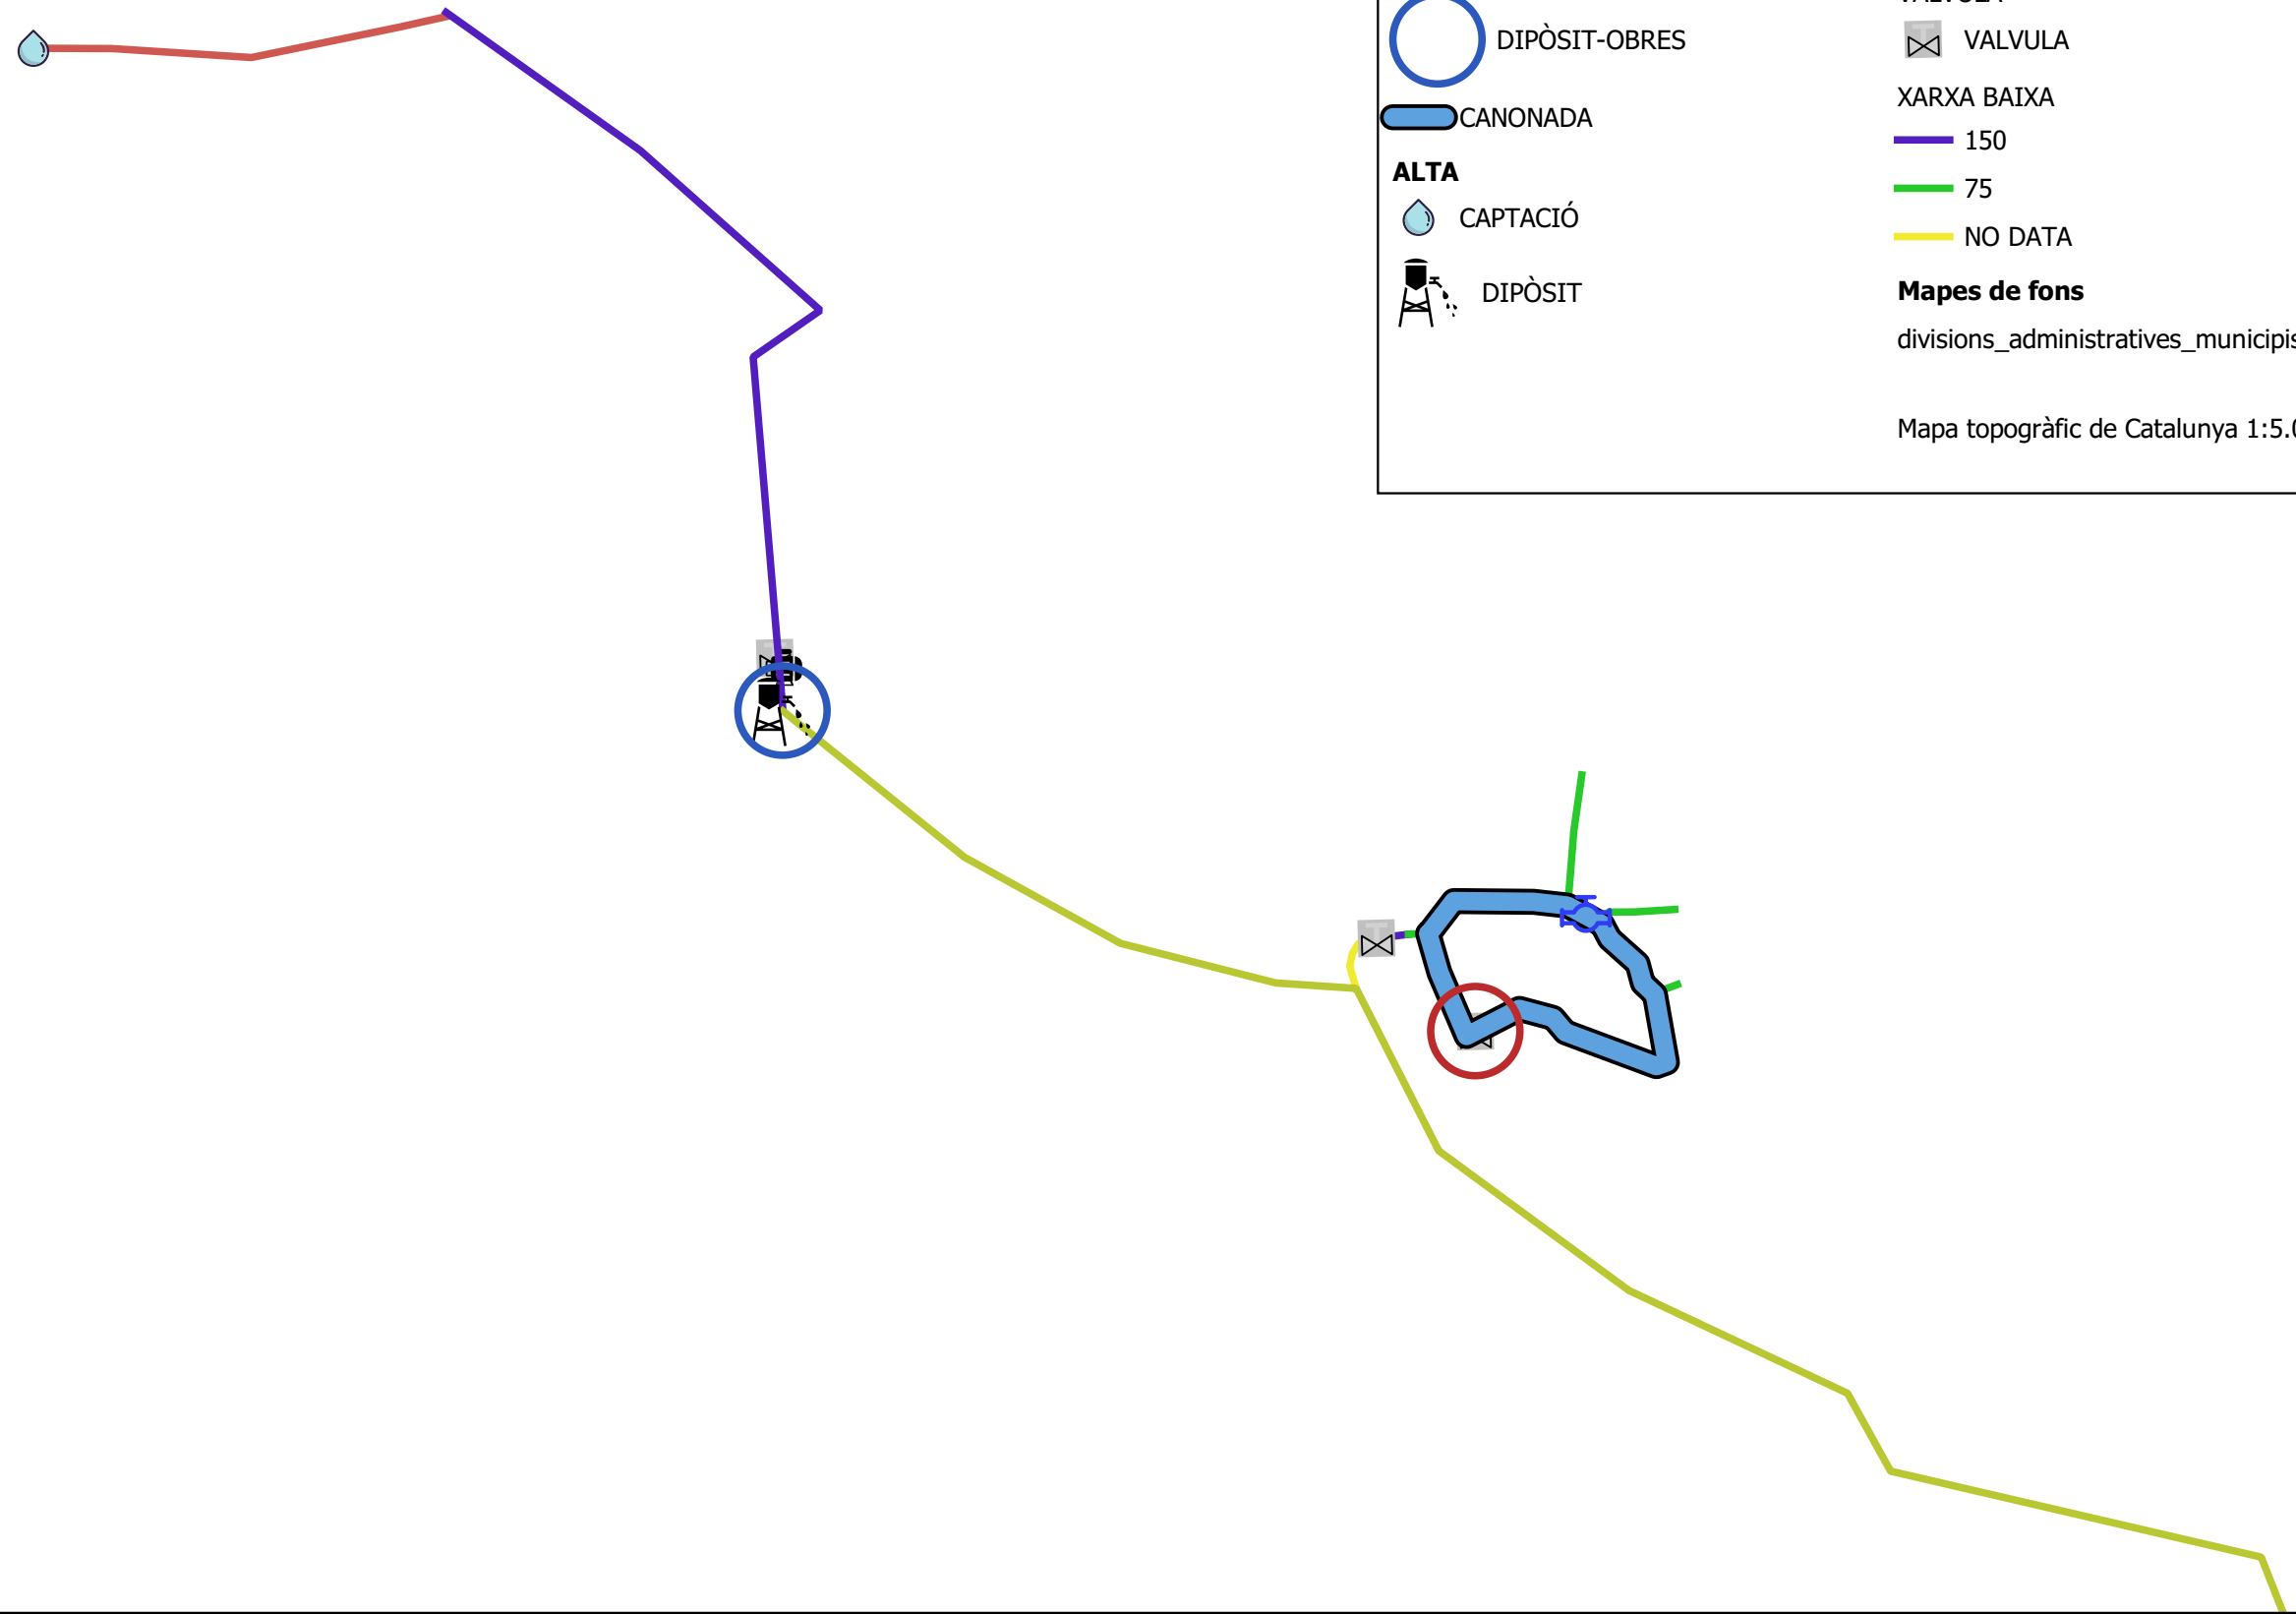 DIPÒSIT-OBRES
CANONADA
ALTA
CAPTACIÓ
DIPÒSIT
VALVULA
XARXA BAIXA
150
75
NO DATA
Mapes de fons
divisions_administratives_municipis
Mapa topogràfic de Catalunya 1:5.0